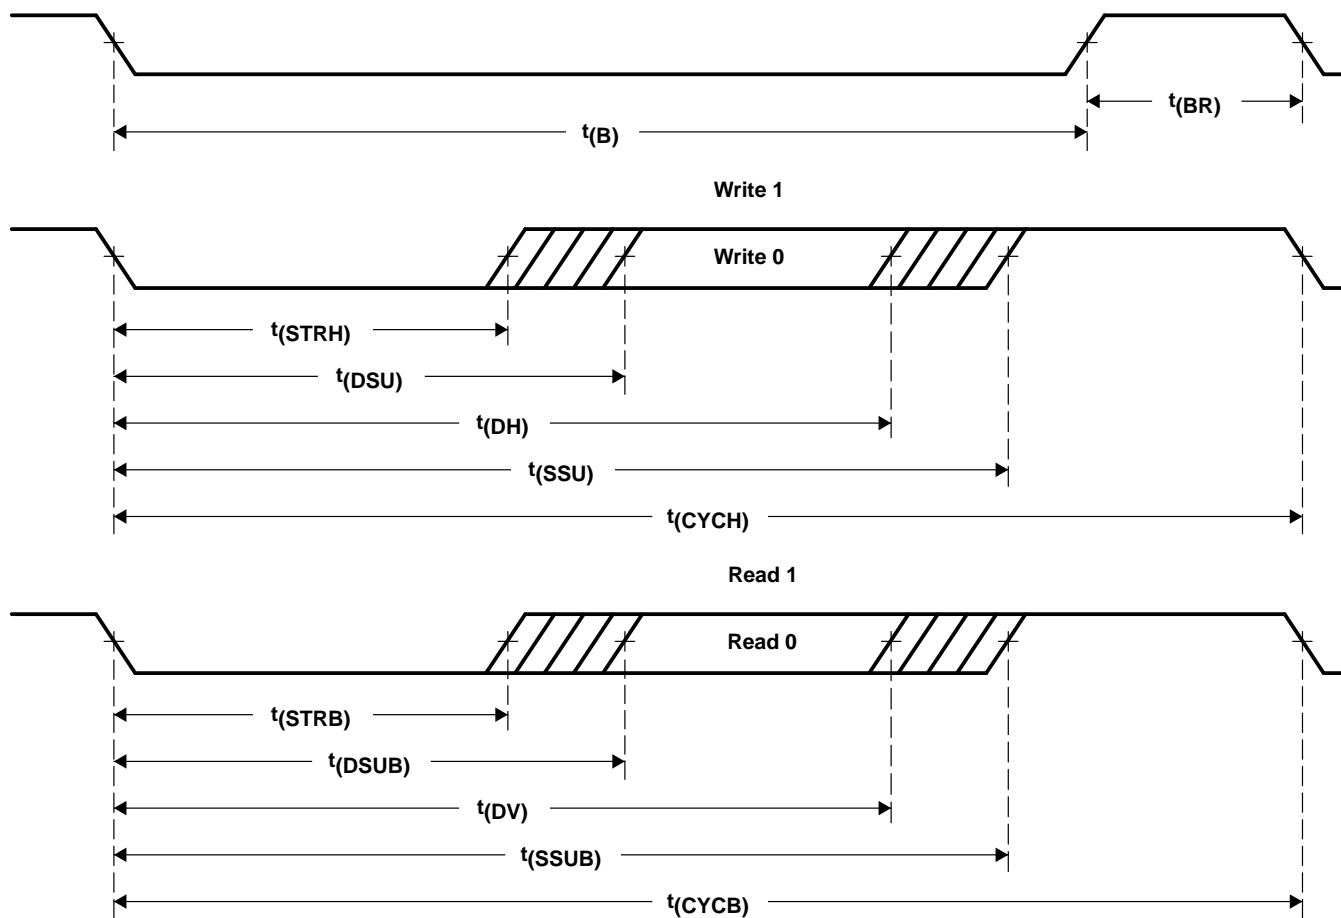 t(BR)
t(B)
Write 1
Write 0
t(STRH)
t(DSU)
t(DH)
t(SSU)
t(CYCH)
Read 1
Read 0
t(STRB)
t(DSUB)
t(DV)
t(SSUB)
t(CYCB)